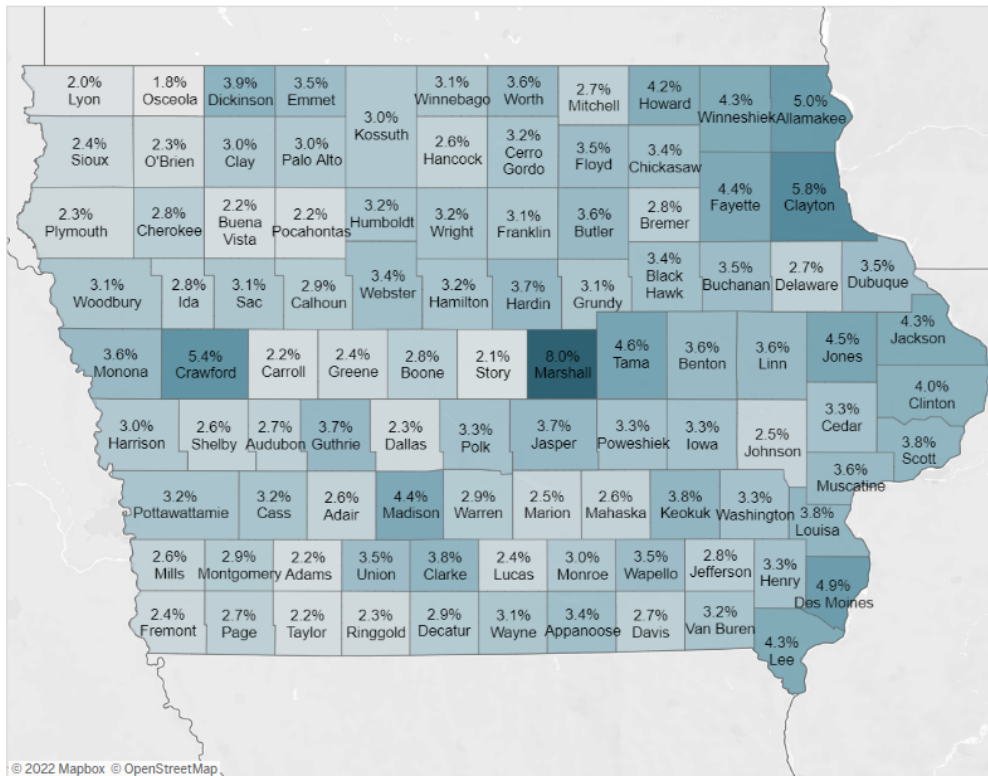 2.0%
Lyon
1.8%
Osceola
3.9%
Dickinson
3.5%
Emmet
3.0%
Kossuth
3.1%
Winnebago
3.6%
Worth
2.7%
Mitchell
4.2%
Howard
4.3%
Winneshiek
5.0%
Allamakee
2.4%
Sioux
2.3%
O'Brien
3.0%
Clay
3.0%
Palo Alto
2.6%
Hancock
3.2%
Cerro
Gordo
3.5%
Floyd
3.4%
Chickasaw
2.3%
Plymouth
2.8%
Cherokee
2.2%
Buena
Vista
2.2%
Pocahontas
3.2%
Humboldt
3.2%
Wright
3.1%
Franklin
3.6%
Butler
2.8%
Bremer
4.4%
Fayette
5.8%
Clayton
3.1%
Woodbury
2.8%
Ida
3.1%
Sac
2.9%
Calhoun
3.4%
Webster
3.2%
Hamilton
3.7%
Hardin
3.1%
Grundy
3.4%
Black
Hawk
3.5%
Buchanan
2.7%
Delaware
3.5%
Dubuque
3.6%
Monona
5.4%
Crawford
2.2%
Carroll
2.4%
Greene
2.8%
Boone
2.1%
Story
8.0%
Marshall
4.6%
Tama
3.6%
Benton
3.6%
Linn
4.5%
Jones
4.3%
Jackson
4.0%
Clinton
3.0%
Harrison
2.6%
Shelby
2.7%
Audubon
3.7%
Guthrie
2.3%
Dallas
3.3%
Polk
3.7%
Jasper
3.3%
Poweshiek
3.3%
Iowa
2.5%
Johnson
3.3%
Cedar
3.8%
Scott
3.6%
Muscatine
3.2%
Pottawattamie
3.2%
Cass
2.6%
Adair
4.4%
Madison
2.9%
Warren
2.5%
Marion
2.6%
Mahaska
3.8%
Keokuk
3.3%
Washington
3.8%
Louisa
2.6%
Mills
2.9%
Montgomery
2.2%
Adams
3.5%
Union
3.8%
Clarke
2.4%
Lucas
3.0%
Monroe
3.5%
Wapello
2.8%
Jefferson
3.3%
Henry
4.9%
Des Moines
2.4%
Fremont
2.7%
Page
2.2%
Taylor
2.3%
Ringgold
2.9%
Decatur
3.1%
Wayne
3.4%
Appanoose
2.7%
Davis
3.2%
Van Buren
4.3%
Lee
© 2022 Mapbox © OpenStreetMap